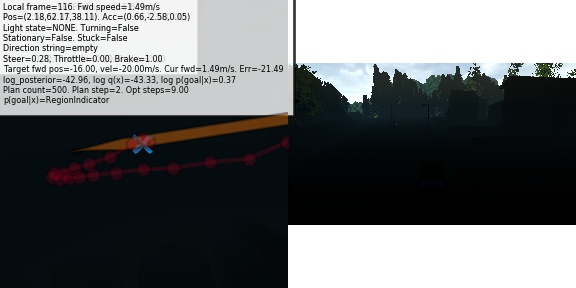 Local frame=116. Fwd speed=1.49m/s
Pos=(2.18,62.17,38.11). Acc=(0.66,-2.58,0.05)
Light state=NONE. Turning=False
Stationary=False. Stuck=False
Direction string=empty
Steer=0.28, Throttle=0.00, Brake=1.00
Target fwd pos=-16.00, vel=-20.00m/s. Cur fwd=1.49m/s. Err=-21.49
log_posterior=-42.96, log q(x)=-43.33, log p(goal|x)=0.37
Plan count=500. Plan step=2. Opt steps=9.00
p(goal|x)=RegionIndicator